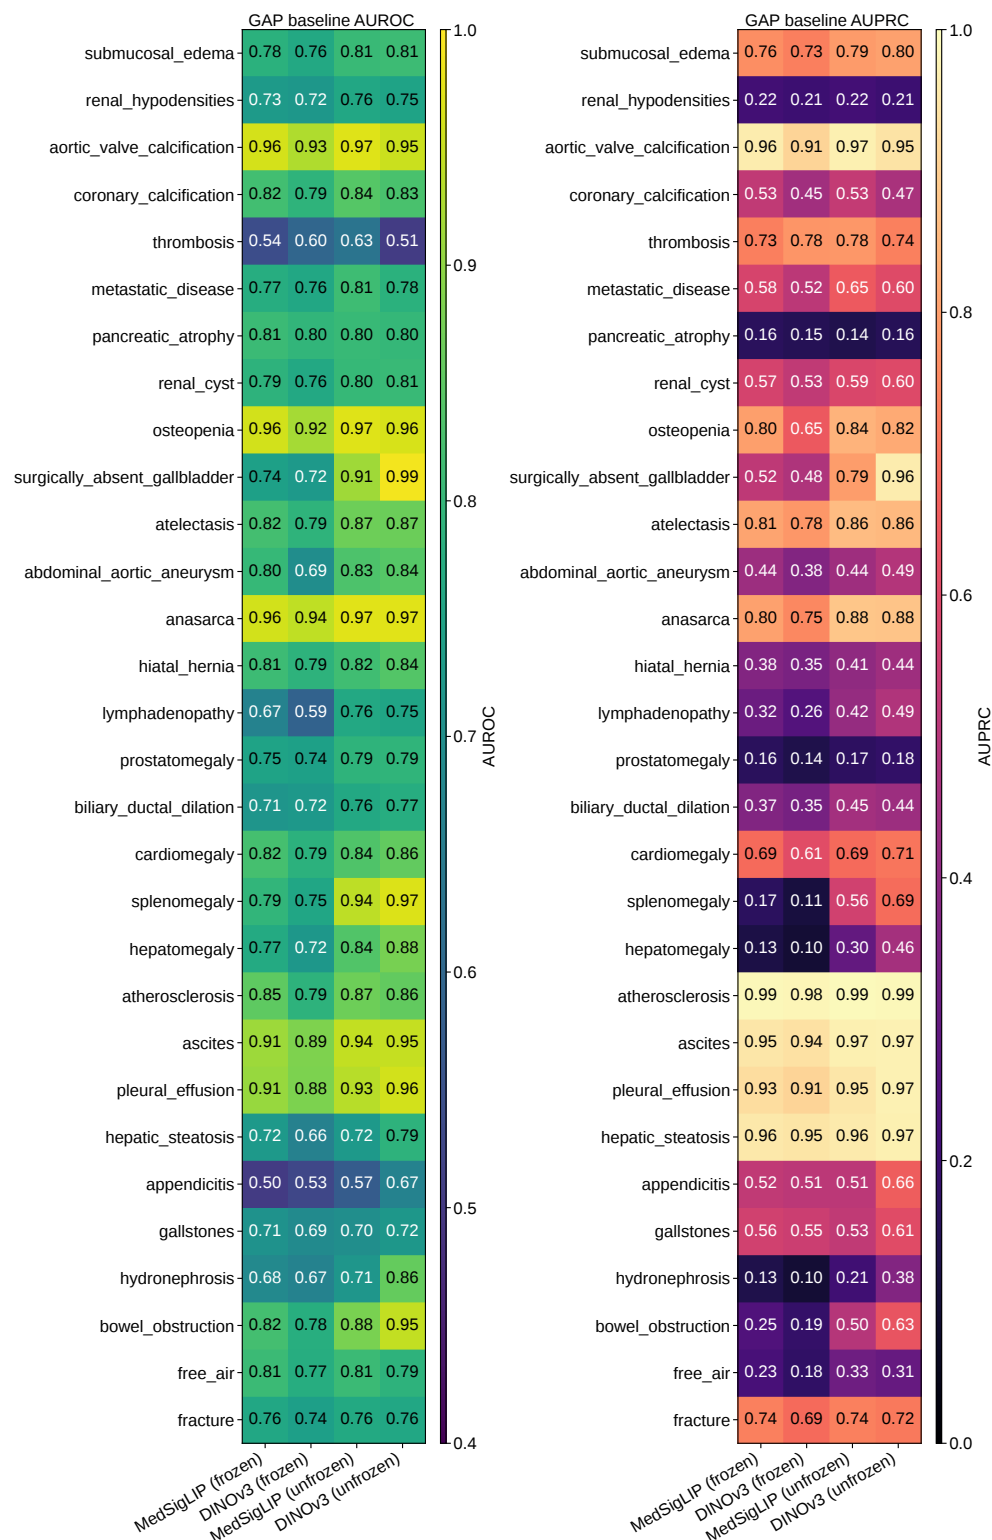 GAP baseline AUROC
submucosal_edema 0.78 0.76 0.81 0.81
renal_hypodensities 0.73 0.72 0.76 0.75
aortic_valve_calcification 0.96 0.93 0.97 0.95
coronary_calcification 0.82 0.79 0.84 0.83
thrombosis 0.54 0.60 0.63 0.51
metastatic_disease 0.77 0.76 0.81 0.78
pancreatic_atrophy 0.81 0.80 0.80 0.80
renal_cyst 0.79 0.76 0.80 0.81
osteopenia 0.96 0.92 0.97 0.96
surgically_absent_gallbladder 0.74 0.72 0.91 0.99
atelectasis 0.82 0.79 0.87 0.87
abdominal_aortic_aneurysm 0.80 0.69 0.83 0.84
anasarca 0.96 0.94 0.97 0.97
hiatal_hernia 0.81 0.79 0.82 0.84
lymphadenopathy 0.67 0.59 0.76 0.75
prostatomegaly 0.75 0.74 0.79 0.79
biliary_ductal_dilation 0.71 0.72 0.76 0.77
cardiomegaly 0.82 0.79 0.84 0.86
splenomegaly 0.79 0.75 0.94 0.97
hepatomegaly 0.77 0.72 0.84 0.88
atherosclerosis 0.85 0.79 0.87 0.86
ascites 0.91 0.89 0.94 0.95
pleural_effusion 0.91 0.88 0.93 0.96
hepatic_steatosis 0.72 0.66 0.72 0.79
appendicitis 0.50 0.53 0.57 0.67
gallstones 0.71 0.69 0.70 0.72
hydronephrosis 0.68 0.67 0.71 0.86
bowel_obstruction 0.82 0.78 0.88 0.95
free_air 0.81 0.77 0.81 0.79
fracture 0.76 0.74 0.76 0.76
MedSigLIP (frozen)
DINOv3 (frozen)
MedSigLIP (unfrozen)
DINOv3 (unfrozen)
1.0
0.9
0.8
0.7
0.6
0.5
0.4
AUROC
GAP baseline AUPRC
submucosal_edema 0.76 0.73 0.79 0.80
renal_hypodensities 0.22 0.21 0.22 0.21
aortic_valve_calcification 0.96 0.91 0.97 0.95
coronary_calcification 0.53 0.45 0.53 0.47
thrombosis 0.73 0.78 0.78 0.74
metastatic_disease 0.58 0.52 0.65 0.60
pancreatic_atrophy 0.16 0.15 0.14 0.16
renal_cyst 0.57 0.53 0.59 0.60
osteopenia 0.80 0.65 0.84 0.82
surgically_absent_gallbladder 0.52 0.48 0.79 0.96
atelectasis 0.81 0.78 0.86 0.86
abdominal_aortic_aneurysm 0.44 0.38 0.44 0.49
anasarca 0.80 0.75 0.88 0.88
hiatal_hernia 0.38 0.35 0.41 0.44
lymphadenopathy 0.32 0.26 0.42 0.49
prostatomegaly 0.16 0.14 0.17 0.18
biliary_ductal_dilation 0.37 0.35 0.45 0.44
cardiomegaly 0.69 0.61 0.69 0.71
splenomegaly 0.17 0.11 0.56 0.69
hepatomegaly 0.13 0.10 0.30 0.46
atherosclerosis 0.99 0.98 0.99 0.99
ascites 0.95 0.94 0.97 0.97
pleural_effusion 0.93 0.91 0.95 0.97
hepatic_steatosis 0.96 0.95 0.96 0.97
appendicitis 0.52 0.51 0.51 0.66
gallstones 0.56 0.55 0.53 0.61
hydronephrosis 0.13 0.10 0.21 0.38
bowel_obstruction 0.25 0.19 0.50 0.63
free_air 0.23 0.18 0.33 0.31
fracture 0.74 0.69 0.74 0.72
MedSigLIP (frozen)
DINOv3 (frozen)
MedSigLIP (unfrozen)
DINOv3 (unfrozen)
1.0
0.8
0.6
0.4
0.2
0.0
AUPRC